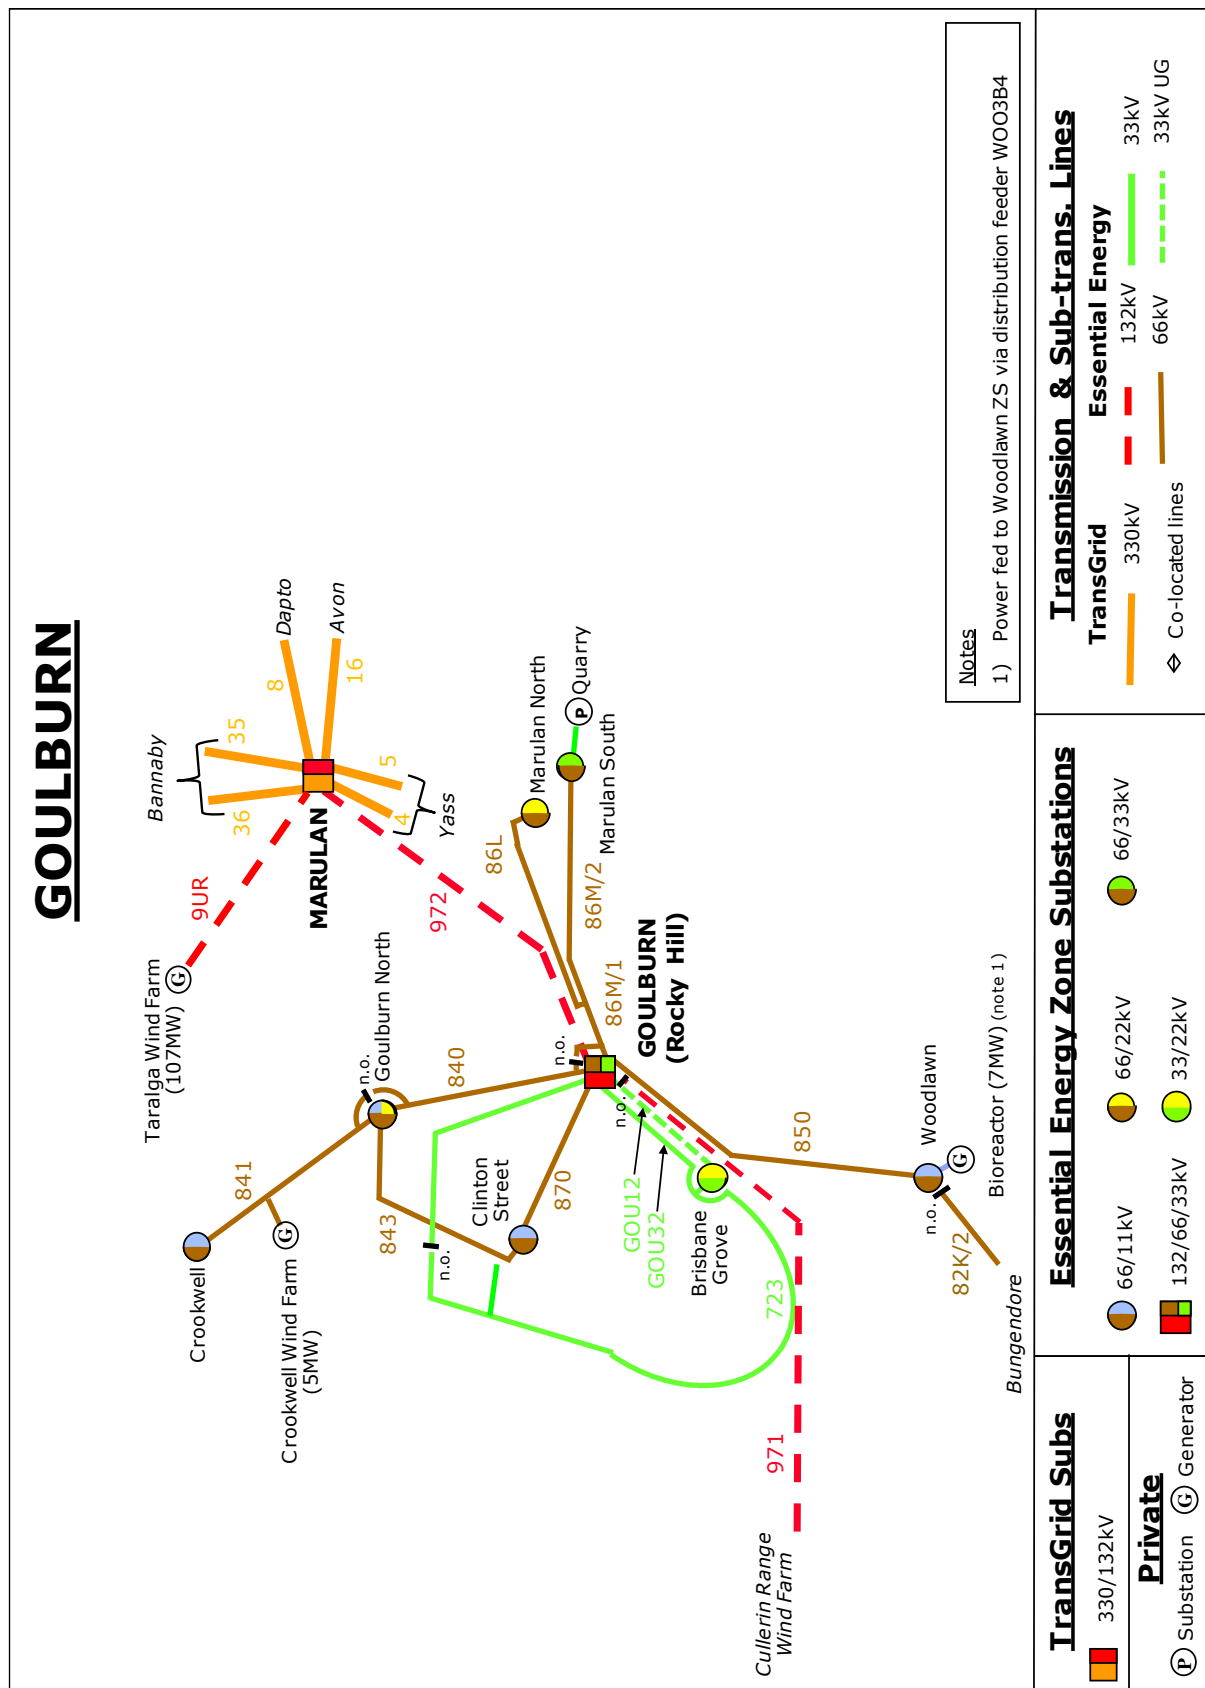 GOULBURN
Taralga Wind Farm
(107MW)
G
9UR
Bannaby
36
35
Dapto
8
Avon
16
MARULAN
4
5
Yass
972
Crookwell
841
G
Crookwell Wind Farm
(5MW)
n.o.
Goulburn North
840
843
n.o.
Clinton
Street
870
n.o.
86L
Marulan North
86M/1
86M/2
P
Quarry
Marulan South
GOULBURN
(Rocky Hill)
n.o.
GOU12
GOU32
Brisbane
Grove
723
971
Cullerin Range
Wind Farm
850
Woodlawn
G
Bioreactor (7MW) (note 1)
n.o.
82K/2
Bungendore
Notes
1) Power fed to Woodlawn ZS via distribution feeder WOO3B4
TransGrid Subs
330/132kV
Private
P Substation G Generator
Essential Energy Zone Substations
66/11kV 66/22kV 66/33kV
132/66/33kV 33/22kV
Transmission & Sub-trans. Lines
TransGrid Essential Energy
330kV 132kV 33kV
Co-located lines 66kV 33kV UG